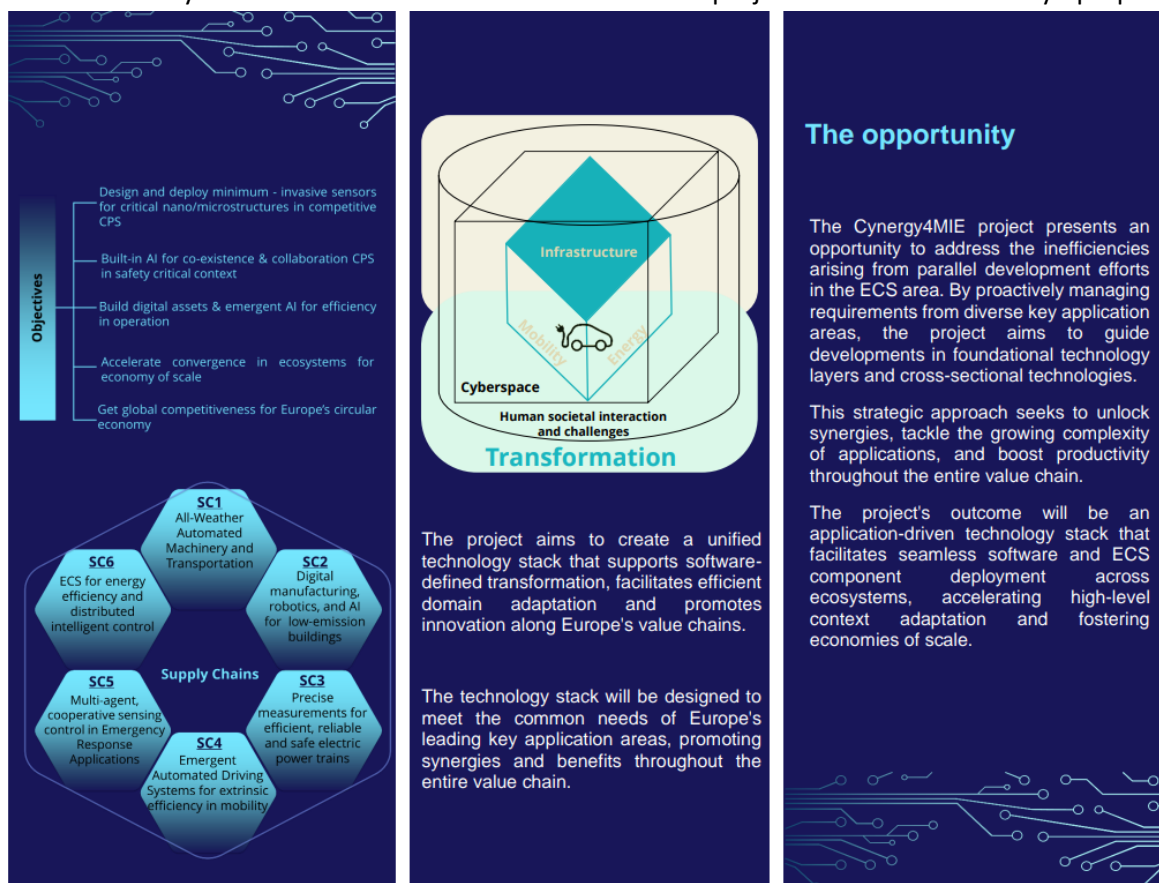 Objectives
Design and deploy minimum - invasive sensors
for critical nano/microstructures in competitive
CPS
Built-in AI for co-existence & collaboration CPS
in safety critical context
Build digital assets & emergent AI for efficiency
in operation
Accelerate convergence in ecosystems for
economy of scale
Get global competitiveness for Europe's circular
economy
SC1
All-Weather
Automated
Machinery and
Transportation
SC2
Digital
manufacturing,
robotics, and AI
for low-emission
buildings
SC3
Precise
measurements for
efficient, reliable
and safe electric
power trains
SC4
Emergent
Automated Driving
Systems for extrinsic
efficiency in mobility
SC5
Multi-agent,
cooperative sensing
control in Emergency
Response
Applications
SC6
ECS for energy
efficiency and
distributed
intelligent control
Supply Chains
Infrastructure
Mobility
Energy
Cyberspace
Human societal interaction
and challenges
Transformation
The project aims to create a unified
technology stack that supports software-
defined transformation, facilitates efficient
domain adaptation and promotes
innovation along Europe's value chains.
The technology stack will be designed to
meet the common needs of Europe's
leading key application areas, promoting
synergies and benefits throughout the
entire value chain.
The opportunity
The Cynergy4MIE project presents an
opportunity to address the inefficiencies
arising from parallel development efforts
in the ECS area. By proactively managing
requirements from diverse key application
areas, the project aims to guide
developments in foundational technology
layers and cross-sectional technologies.
This strategic approach seeks to unlock
synergies, tackle the growing complexity
of applications, and boost productivity
throughout the entire value chain.
The project's outcome will be an
application-driven technology stack that
facilitates seamless software and ECS
component deployment across
ecosystems, accelerating high-level
context adaptation and fostering
economies of scale.